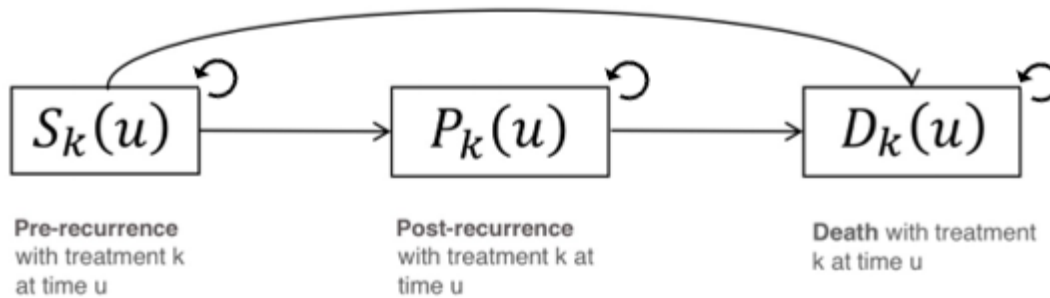 S_k(u)
P_k(u)
D_k(u)
Pre-recurrence
with treatment k
at time u
Post-recurrence
with treatment k at
time u
Death with treatment
k at time u